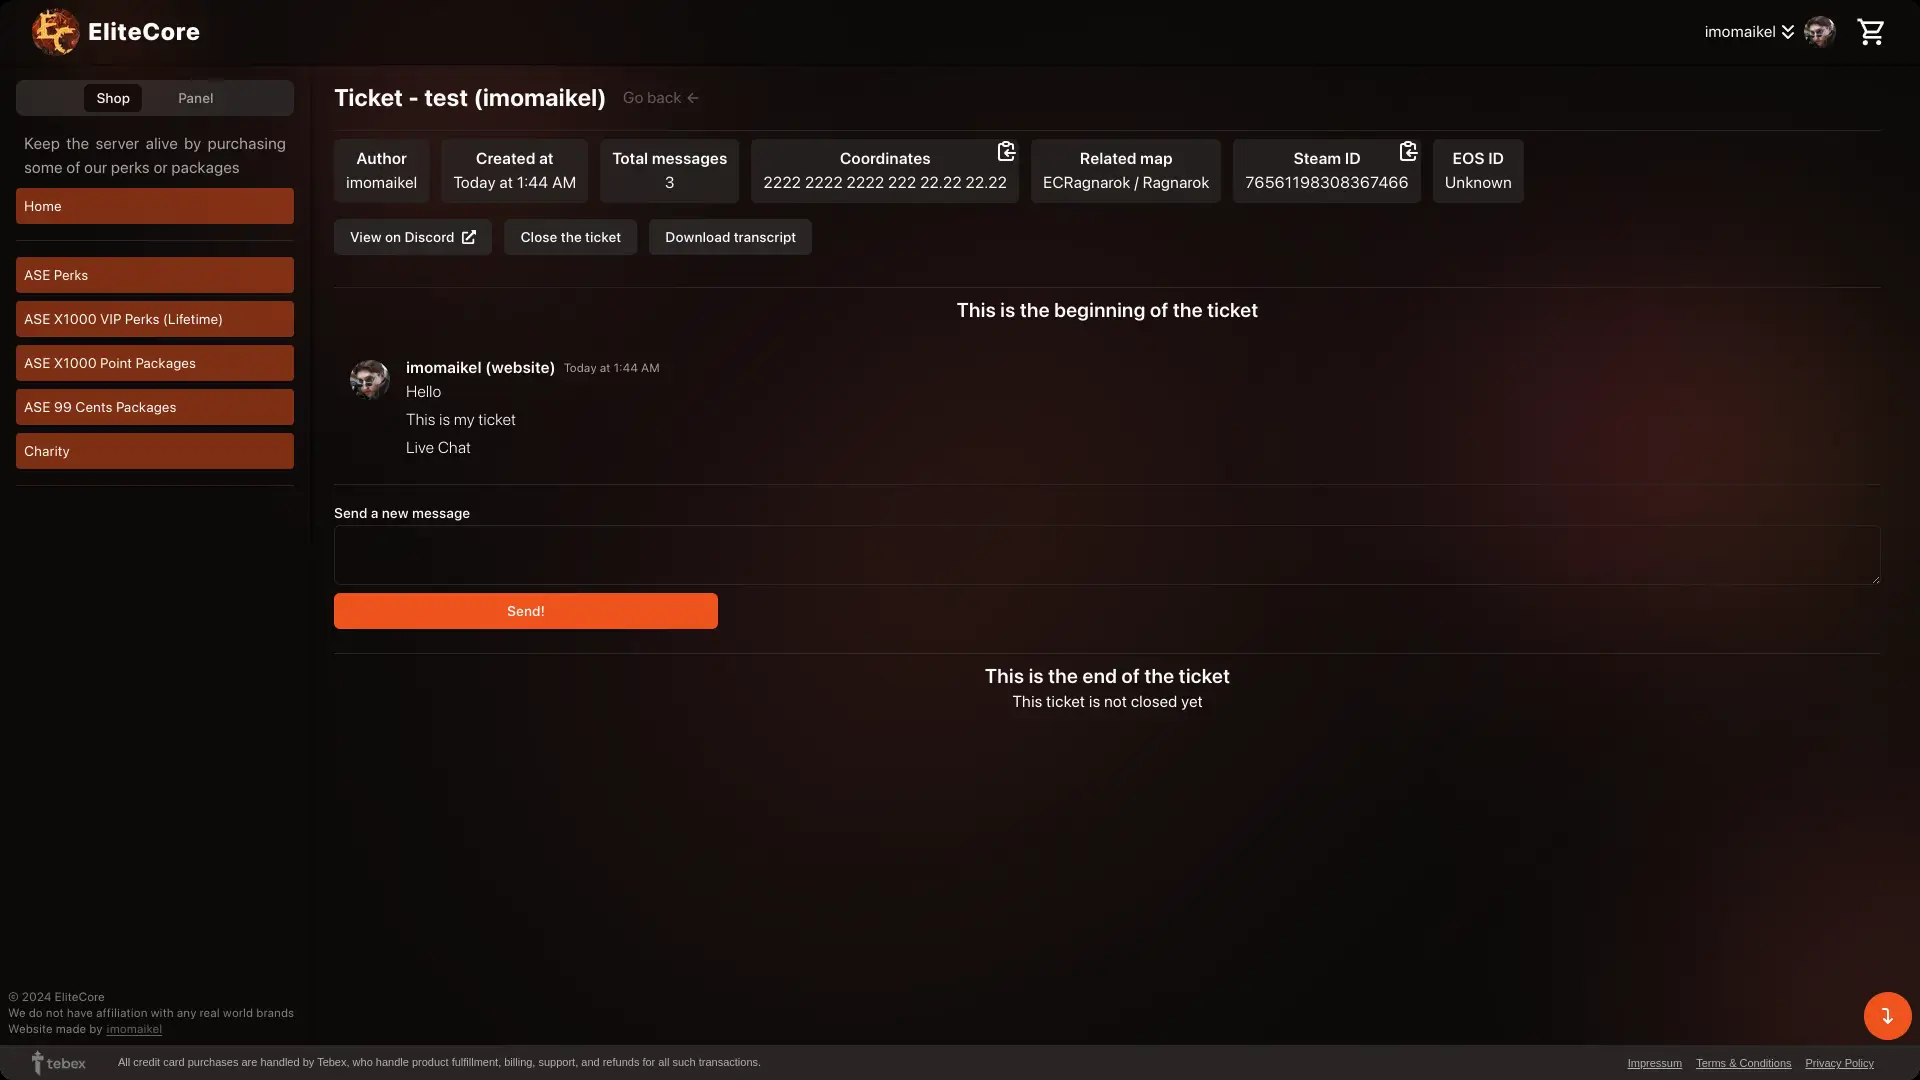 EliteCore
imomaikel
Shop
Panel
Keep the server alive by purchasing
some of our perks or packages
Home
ASE Perks
ASE X1000 VIP Perks (Lifetime)
ASE X1000 Point Packages
ASE 99 Cents Packages
Charity
Ticket - test (imomaikel)
Go back ←
Author
imomaikel
Created at
Today at 1:44 AM
Total messages
3
Coordinates
2222 2222 2222 222 22.22 22.22
Related map
ECRagnarok / Ragnarok
Steam ID
76561198308367466
EOS ID
Unknown
View on Discord
Close the ticket
Download transcript
This is the beginning of the ticket
imomaikel (website) Today at 1:44 AM
Hello
This is my ticket
Live Chat
Send a new message
Send!
This is the end of the ticket
This ticket is not closed yet
© 2024 EliteCore
We do not have affiliation with any real world brands
Website made by imomaikel
tebex
All credit card purchases are handled by Tebex, who handle product fulfillment, billing, support, and refunds for all such transactions.
Impressum
Terms & Conditions
Privacy Policy